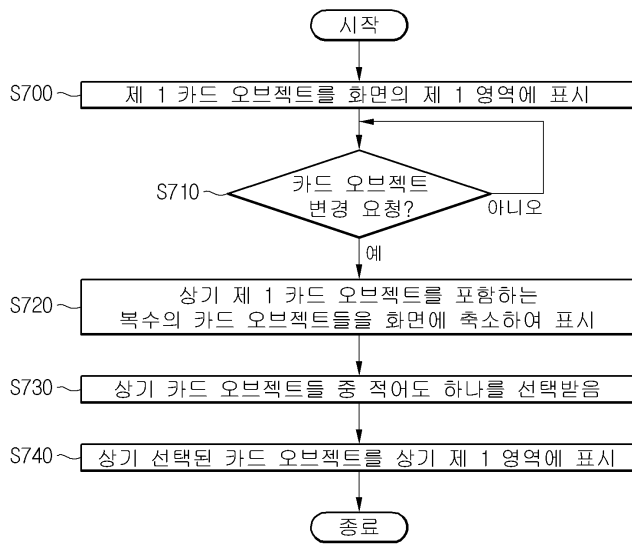 시작
S700
제 1 카드 오브젝트를 화면의 제 1 영역에 표시
S710
카드 오브젝트
변경 요청?
아니오
예
S720
상기 제 1 카드 오브젝트를 포함하는
복수의 카드 오브젝트들을 화면에 축소하여 표시
S730
상기 카드 오브젝트들 중 적어도 하나를 선택받음
S740
상기 선택된 카드 오브젝트를 상기 제 1 영역에 표시
종료